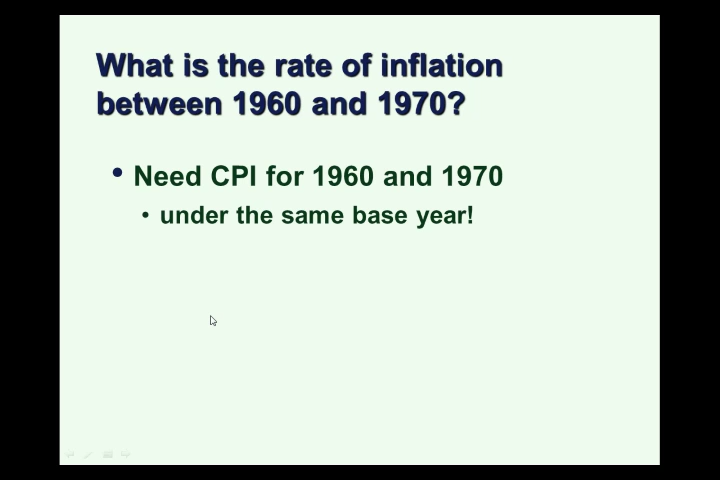 What is the rate of inflation
between 1960 and 1970?
• Need CPI for 1960 and 1970
• under the same base year!